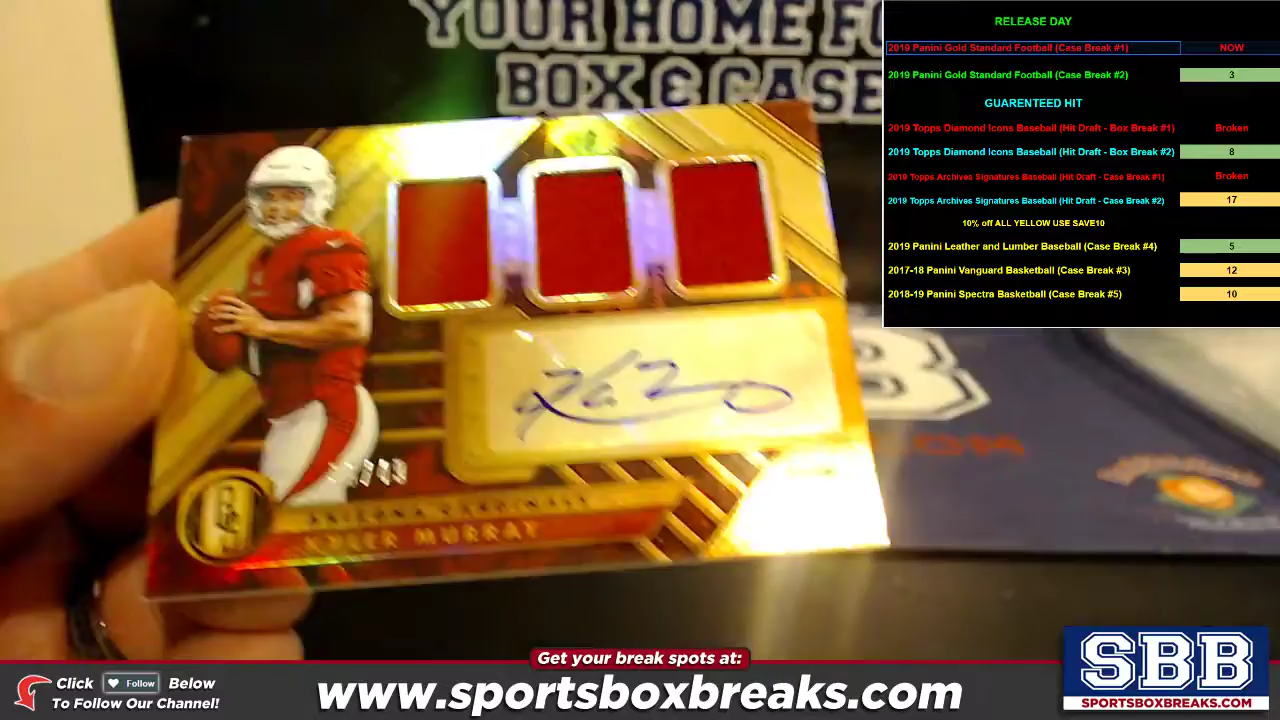 YOUR HOME FO
BOX & CASE
RELEASE DAY
2019 Panini Gold Standard Football (Case Break #1) NOW
2019 Panini Gold Standard Football (Case Break #2) 3
GUARENTEED HIT
2019 Topps Diamond Icons Baseball (Hit Draft - Box Break #1) Broken
2019 Topps Diamond Icons Baseball (Hit Draft - Box Break #2) 8
2019 Topps Archives Signatures Baseball (Hit Draft - Case Break #1) Broken
2019 Topps Archives Signatures Baseball (Hit Draft - Case Break #2) 17
10% off ALL YELLOW USE SAVE10
2019 Panini Leather and Lumber Baseball (Case Break #4) 5
2017-18 Panini Vanguard Basketball (Case Break #3) 12
2018-19 Panini Spectra Basketball (Case Break #5) 10
ARIZONA CARDINALS
KYLER MURRAY
Get your break spots at:
Click Follow Below
To Follow Our Channel!
www.sportsboxbreaks.com
SBB
SPORTSBOXBREAKS.COM